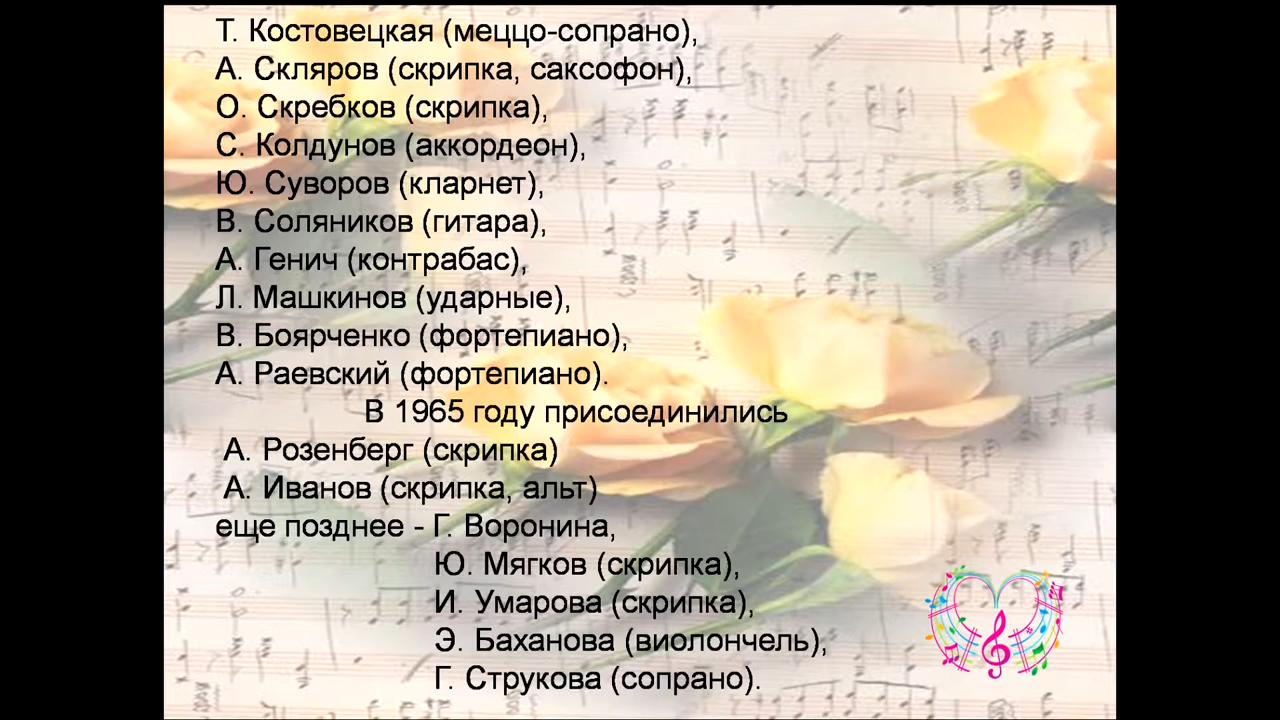 Т. Костовецкая (меццо-сопрано),
А. Скляров (скрипка, саксофон),
О. Скребков (скрипка),
С. Колдунов (аккордеон),
Ю. Суворов (кларнет),
В. Соляников (гитара),
А. Генич (контрабас),
Л. Машкинов (ударные),
В. Боярченко (фортепиано),
А. Раевский (фортепиано).
В 1965 году присоединились
А. Розенберг (скрипка)
А. Иванов (скрипка, альт)
еще позднее - Г. Воронина,
Ю. Мягков (скрипка),
И. Умарова (скрипка),
Э. Баханова (виолончель),
Г. Струкова (сопрано).